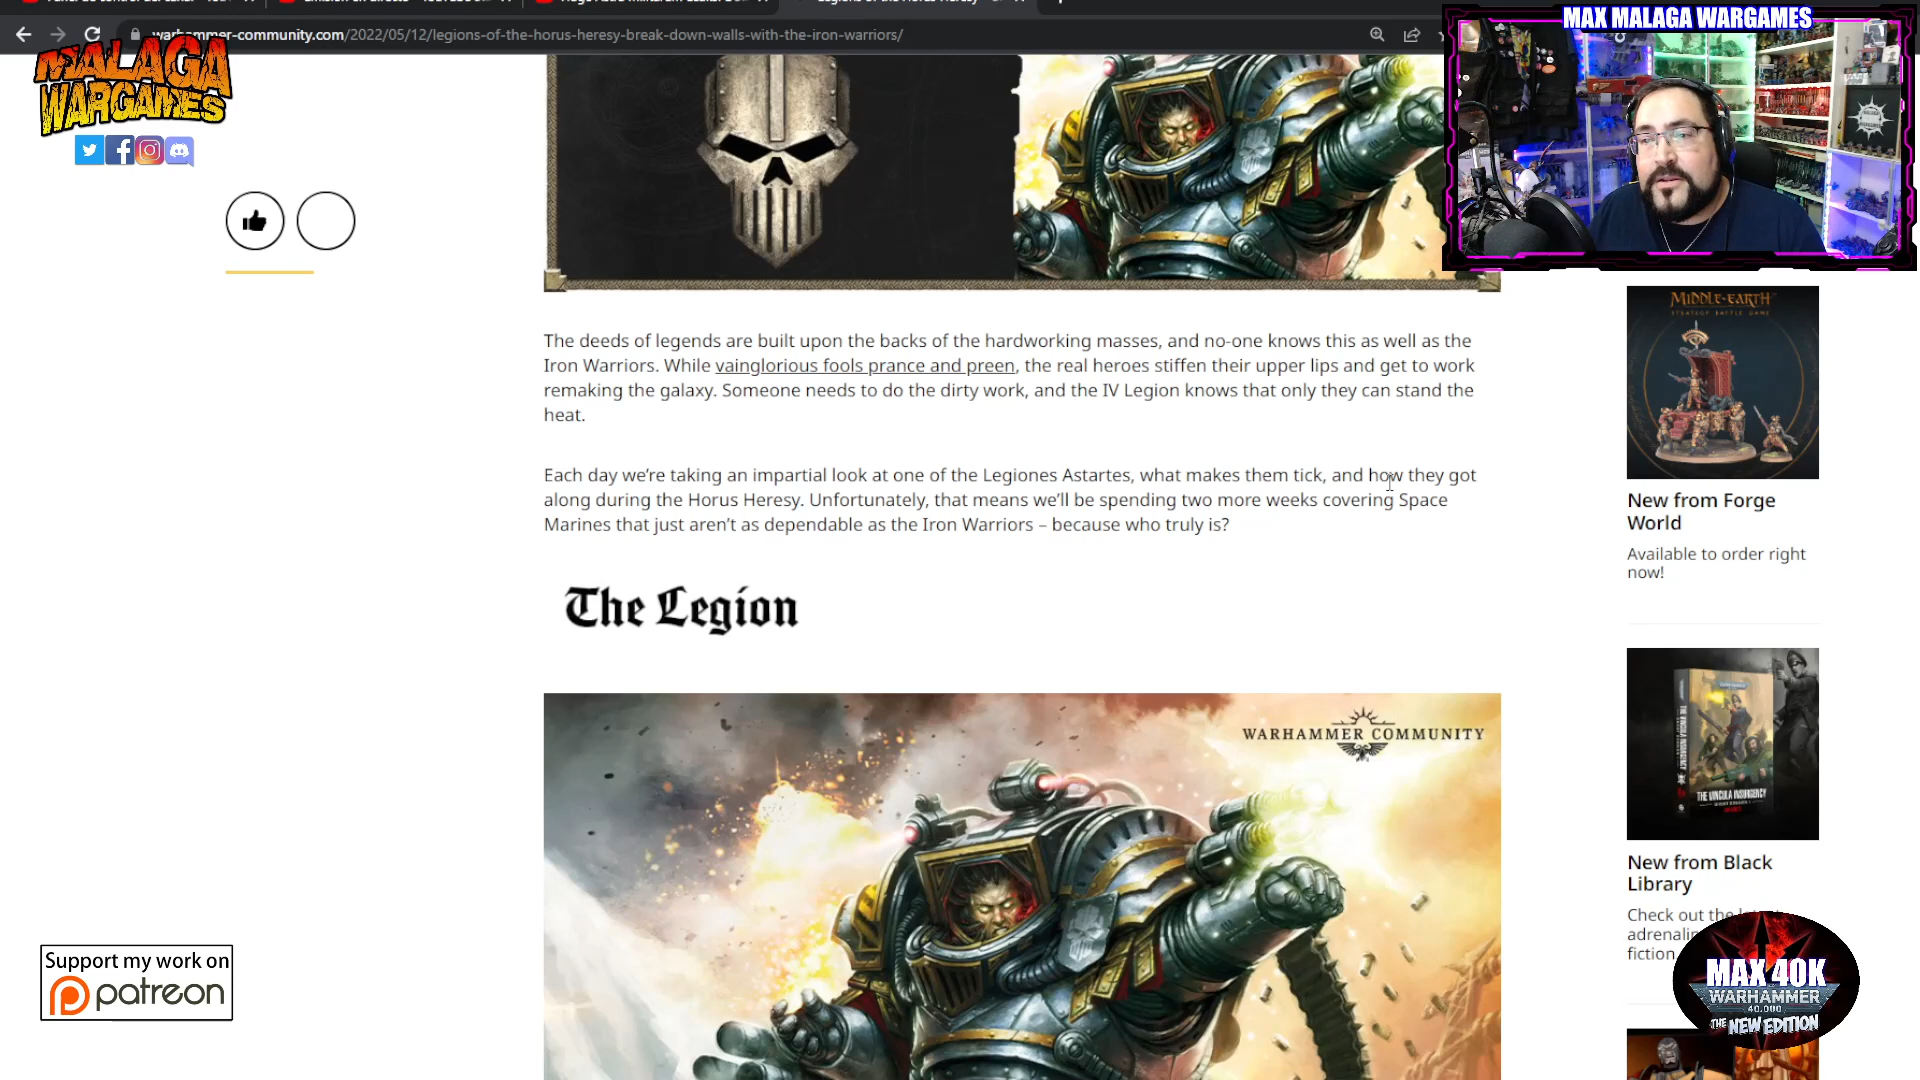 MAX MALAGA WARGAMES
warhammer-community.com/2022/05/12/legions-of-the-horus-heresy-break-down-walls-with-the-iron-warriors/
MALAGA
WARGAMES
The deeds of legends are built upon the backs of the hardworking masses, and no-one knows this as well as the
Iron Warriors. While vainglorious fools prance and preen, the real heroes stiffen their upper lips and get to work
remaking the galaxy. Someone needs to do the dirty work, and the IV Legion knows that only they can stand the
heat.
Each day we're taking an impartial look at one of the Legiones Astartes, what makes them tick, and how they got
along during the Horus Heresy. Unfortunately, that means we'll be spending two more weeks covering Space
Marines that just aren't as dependable as the Iron Warriors – because who truly is?
The Legion
WARHAMMER COMMUNITY
MIDDLE-EARTH
STRATEGY BATTLE GAME
New from Forge
World
Available to order right
now!
THE VINCULA INSURGENCY
New from Black
Library
Check out the
fiction.
Support my work on
patreon
MAX 40K
WARHAMMER
40,000
THE NEW EDITION